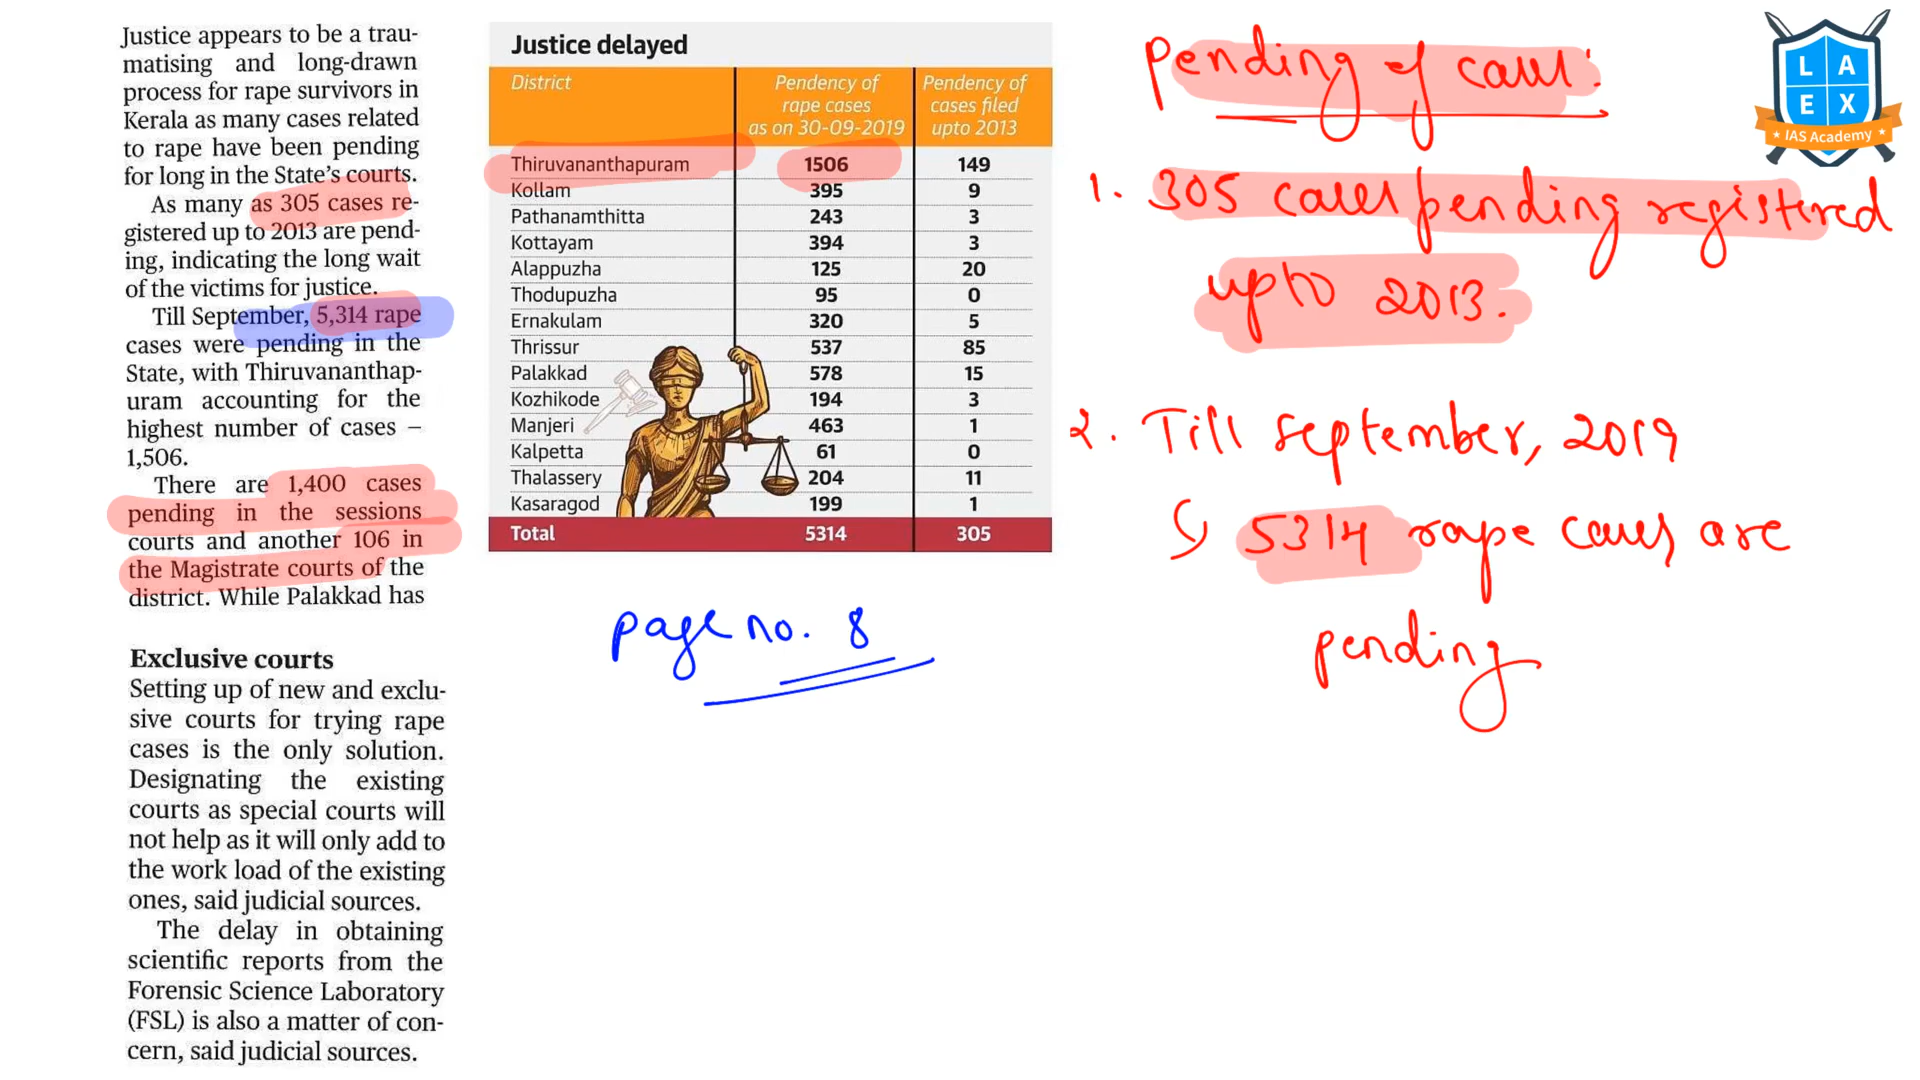 Justice appears to be a trau-
matising and long-drawn
process for rape survivors in
Kerala as many cases related
to rape have been pending
for long in the State's courts.
As many as 305 cases re-
gistered up to 2013 are pend-
ing, indicating the long wait
of the victims for justice.
Till September, 5,314 rape
cases were pending in the
State, with Thiruvananthap-
uram accounting for the
highest number of cases –
1,506.
There are 1,400 cases
pending in the sessions
courts and another 106 in
the Magistrate courts of the
district. While Palakkad has
Exclusive courts
Setting up of new and exclu-
sive courts for trying rape
cases is the only solution.
Designating the existing
courts as special courts will
not help as it will only add to
the work load of the existing
ones, said judicial sources.
The delay in obtaining
scientific reports from the
Forensic Science Laboratory
(FSL) is also a matter of con-
cern, said judicial sources.
Justice delayed
District Pendency of rape cases as on 30-09-2019 Pendency of cases filed upto 2013
Thiruvananthapuram 1506 149
Kollam 395 9
Pathanamthitta 243 3
Kottayam 394 3
Alappuzha 125 20
Thodupuzha 95 0
Ernakulam 320 5
Thrissur 537 85
Palakkad 578 15
Kozhikode 194 3
Manjeri 463 1
Kalpetta 61 0
Thalassery 204 11
Kasaragod 199 1
Total 5314 305
page no. 8
pending of cases:
1. 305 cases pending registered
upto 2013.
2. Till september, 2019
5314 rape cases are
pending
L A
E X
IAS Academy